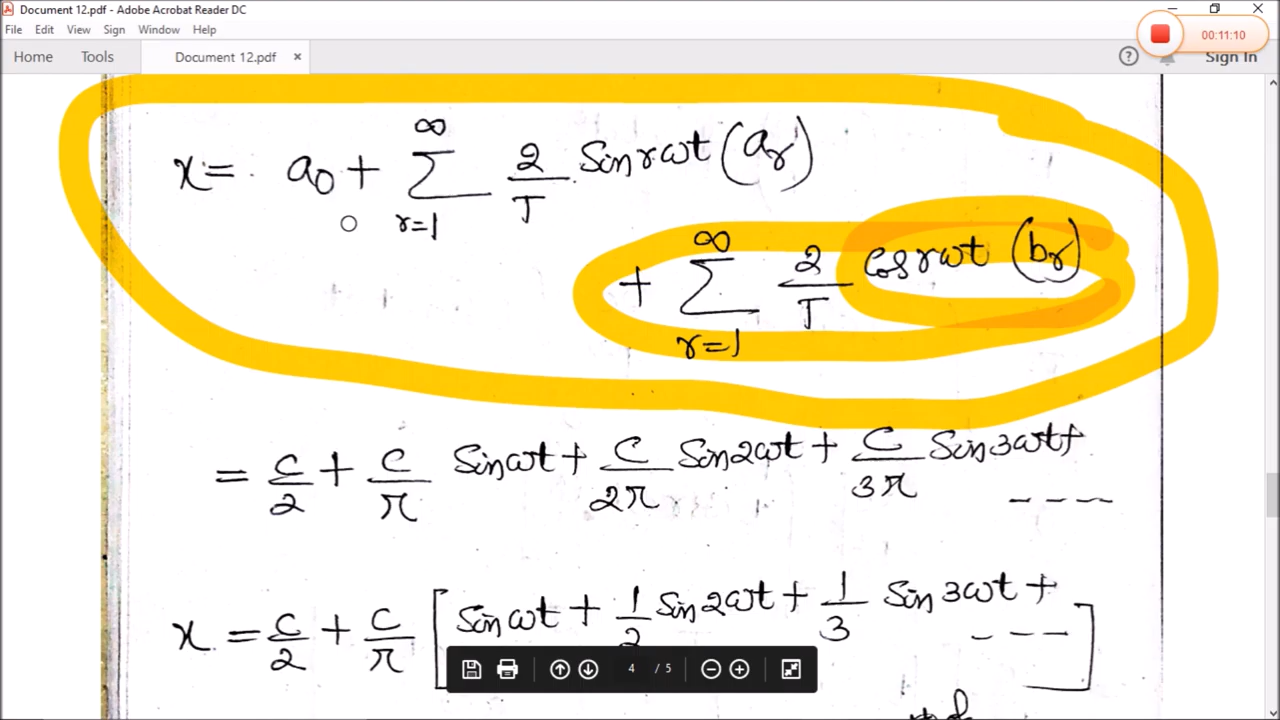 Document 12.pdf - Adobe Acrobat Reader DC
File Edit View Sign Window Help
00:11:10
Home Tools Document 12.pdf × ? Sign In
x = a₀ + ∑ r=1 ∞ 2/T Sin rωt (aᵣ)
+ ∑ r=1 ∞ 2/T Cos rωt (bᵣ)
= c/2 + c/π Sin ωt + c/2π Sin 2ωt + c/3π Sin 3ωt + ----
x = c/2 + c/π [ Sin ωt + 1/2 Sin 2ωt + 1/3 Sin 3ωt + ---- ]
4 / 5